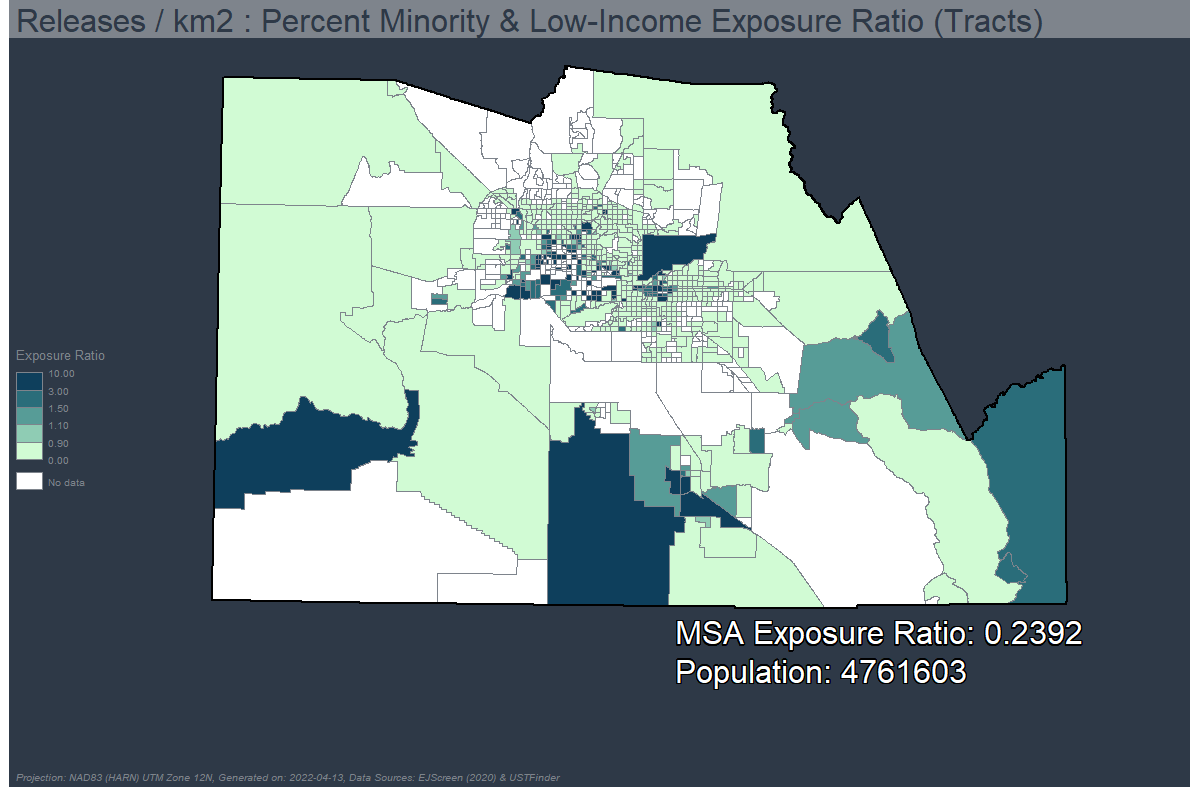 Releases / km2 : Percent Minority & Low-Income Exposure Ratio (Tracts)
Exposure Ratio
10.00
3.00
1.50
1.10
0.90
0.00
No data
MSA Exposure Ratio: 0.2392
Population: 4761603
Projection: NAD83 (HARN) UTM Zone 12N, Generated on: 2022-04-13, Data Sources: EJScreen (2020) & USTFinder